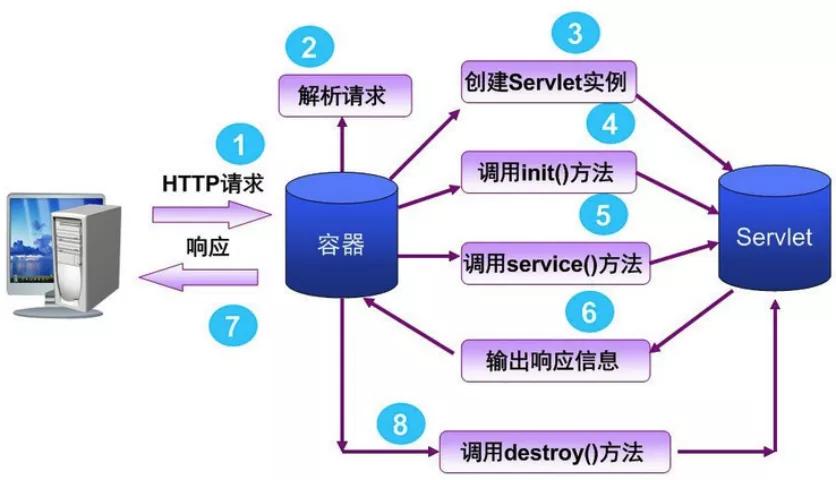 2
3
解析请求
创建Servlet实例
1
4
HTTP请求
调用init()方法
5
响应
容器
Servlet
调用service()方法
7
6
输出响应信息
8
调用destroy()方法